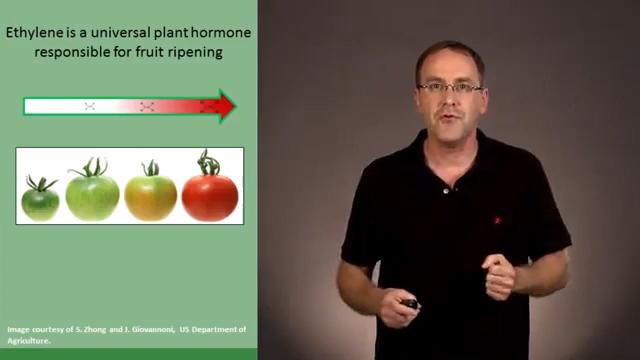 Ethylene is a universal plant hormone
responsible for fruit ripening
Image courtesy of S. Zhong and J. Giovannoni, US Department of
Agriculture.